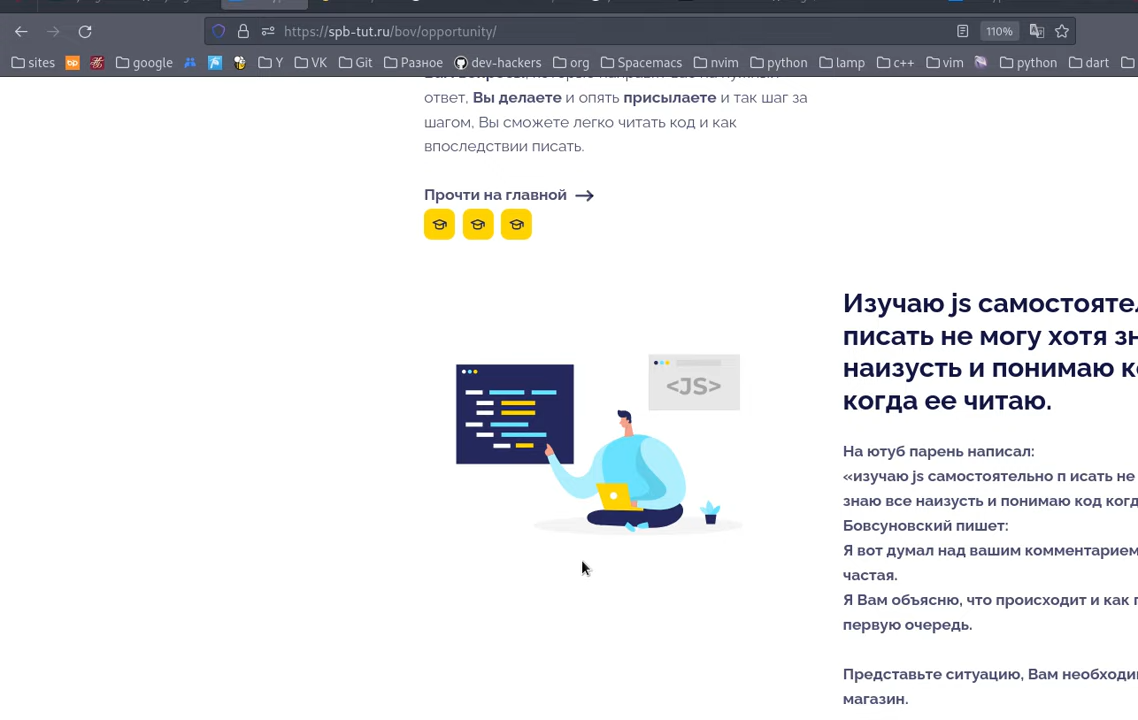 https://spb-tut.ru/bov/opportunity/
110%
sites
bp
google
Y
VK
Git
Разное
dev-hackers
org
Spacemacs
nvim
python
lamp
c++
vim
python
dart
ответ, Вы делаете и опять присылаете и так шаг за
шагом, Вы сможете легко читать код и как
впоследствии писать.
Прочти на главной →
<JS>
Изучаю js самостояте
писать не могу хотя зн
наизусть и понимаю к
когда ее читаю.
На ютуб парень написал:
«изучаю js самостоятельно п исать не
знаю все наизусть и понимаю код когд
Бовсуновский пишет:
Я вот думал над вашим комментарием
частая.
Я Вам объясню, что происходит и как п
первую очередь.
Представьте ситуацию, Вам необходи
магазин.